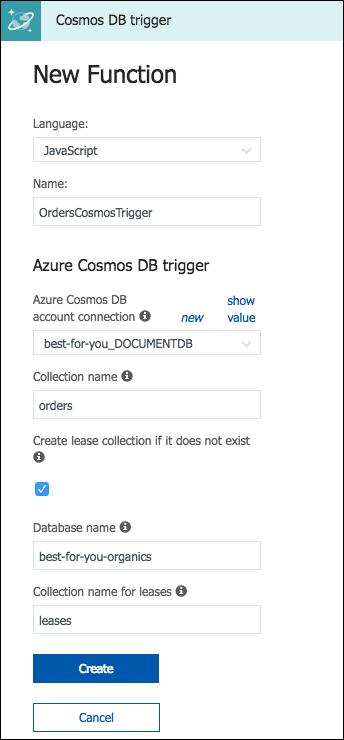 Cosmos DB trigger
New Function
Language:
JavaScript
Name:
OrdersCosmosTrigger
Azure Cosmos DB trigger
Azure Cosmos DB show
account connection new value
best-for-you_DOCUMENTDB
Collection name
orders
Create lease collection if it does not exist
Database name
best-for-you-organics
Collection name for leases
leases
Create
Cancel